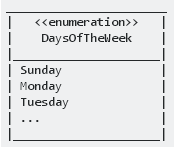 <<enumeration>>
DaysOfTheWeek
Sunday
Monday
Tuesday
...